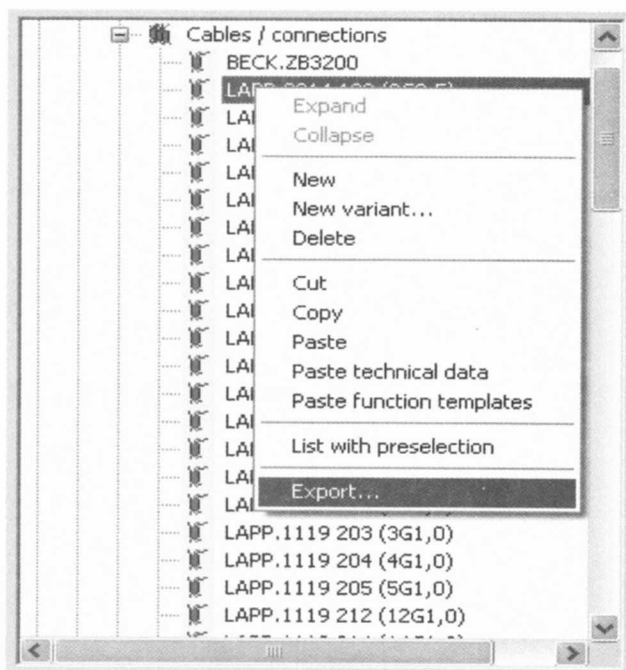 Cables / connections
BECK.ZB3200
Expand
Collapse
New
New variant...
Delete
Cut
Copy
Paste
Paste technical data
Paste function templates
List with preselection
Export...
LAPP.1119 203 (3G1,0)
LAPP.1119 204 (4G1,0)
LAPP.1119 205 (5G1,0)
LAPP.1119 212 (12G1,0)